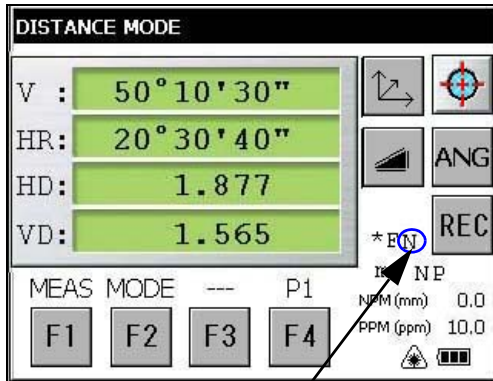 DISTANCE MODE
V : 50°10'30"
HR: 20°30'40"
HD: 1.877
VD: 1.565
ANG
REC
*FN
NP
NPM (mm) 0.0
PPM (ppm) 10.0
MEAS MODE --- P1
F1 F2 F3 F4